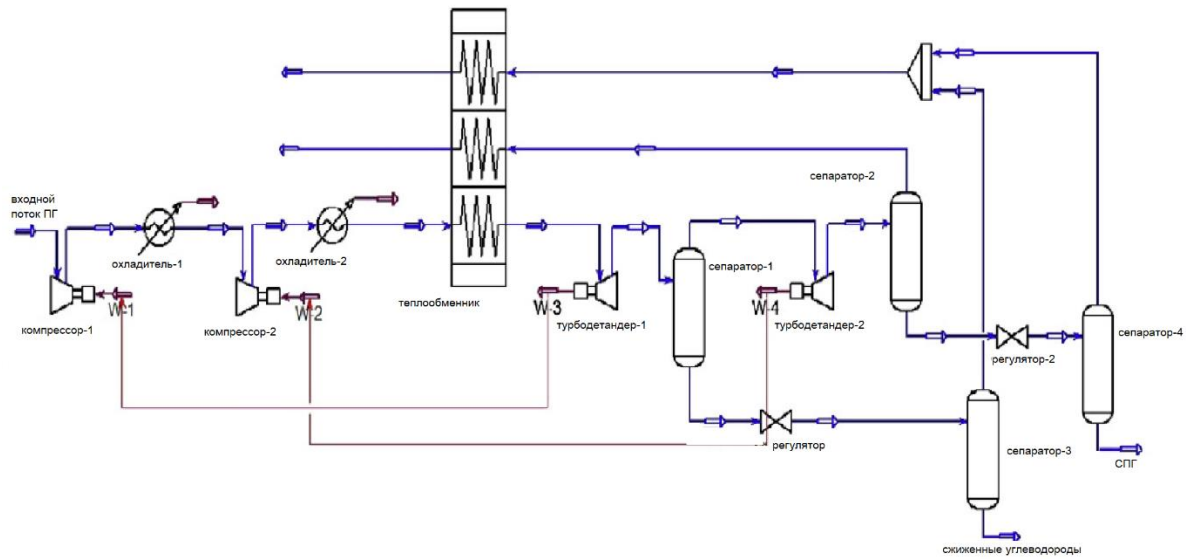 сепаратор-2
входной
поток ПГ
охладитель-1
охладитель-2
сепаратор-1
теплообменник
W-1
W-2
W-3
W-4
компрессор-1
компрессор-2
турбодетандер-1
турбодетандер-2
сепаратор-4
регулятор-2
регулятор
сепаратор-3
СПГ
сжиженные углеводороды